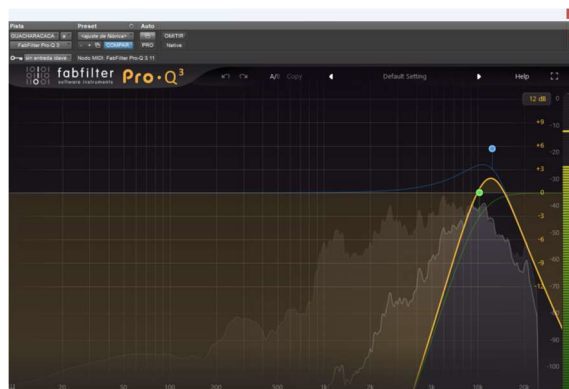 Pista Preset Auto
GUACHARACACA a <ajuste de fábrica>
OMITIR
FabFilter Pro-Q 3 - + COMPAR PRO Nativa
sin entrada clave Nodo MIDI: FabFilter Pro-Q 3 11
fabfilter
software instruments
Pro·Q 3
A/B Copy Default Setting Help
12 dB 0
+9 -10
+6 -20
+3 -30
0
-3 -40
-6 -50
-9 -60
-12 -70
-80
-90
-100
20 50 100 200 500 1k 2k 5k 10k 20k